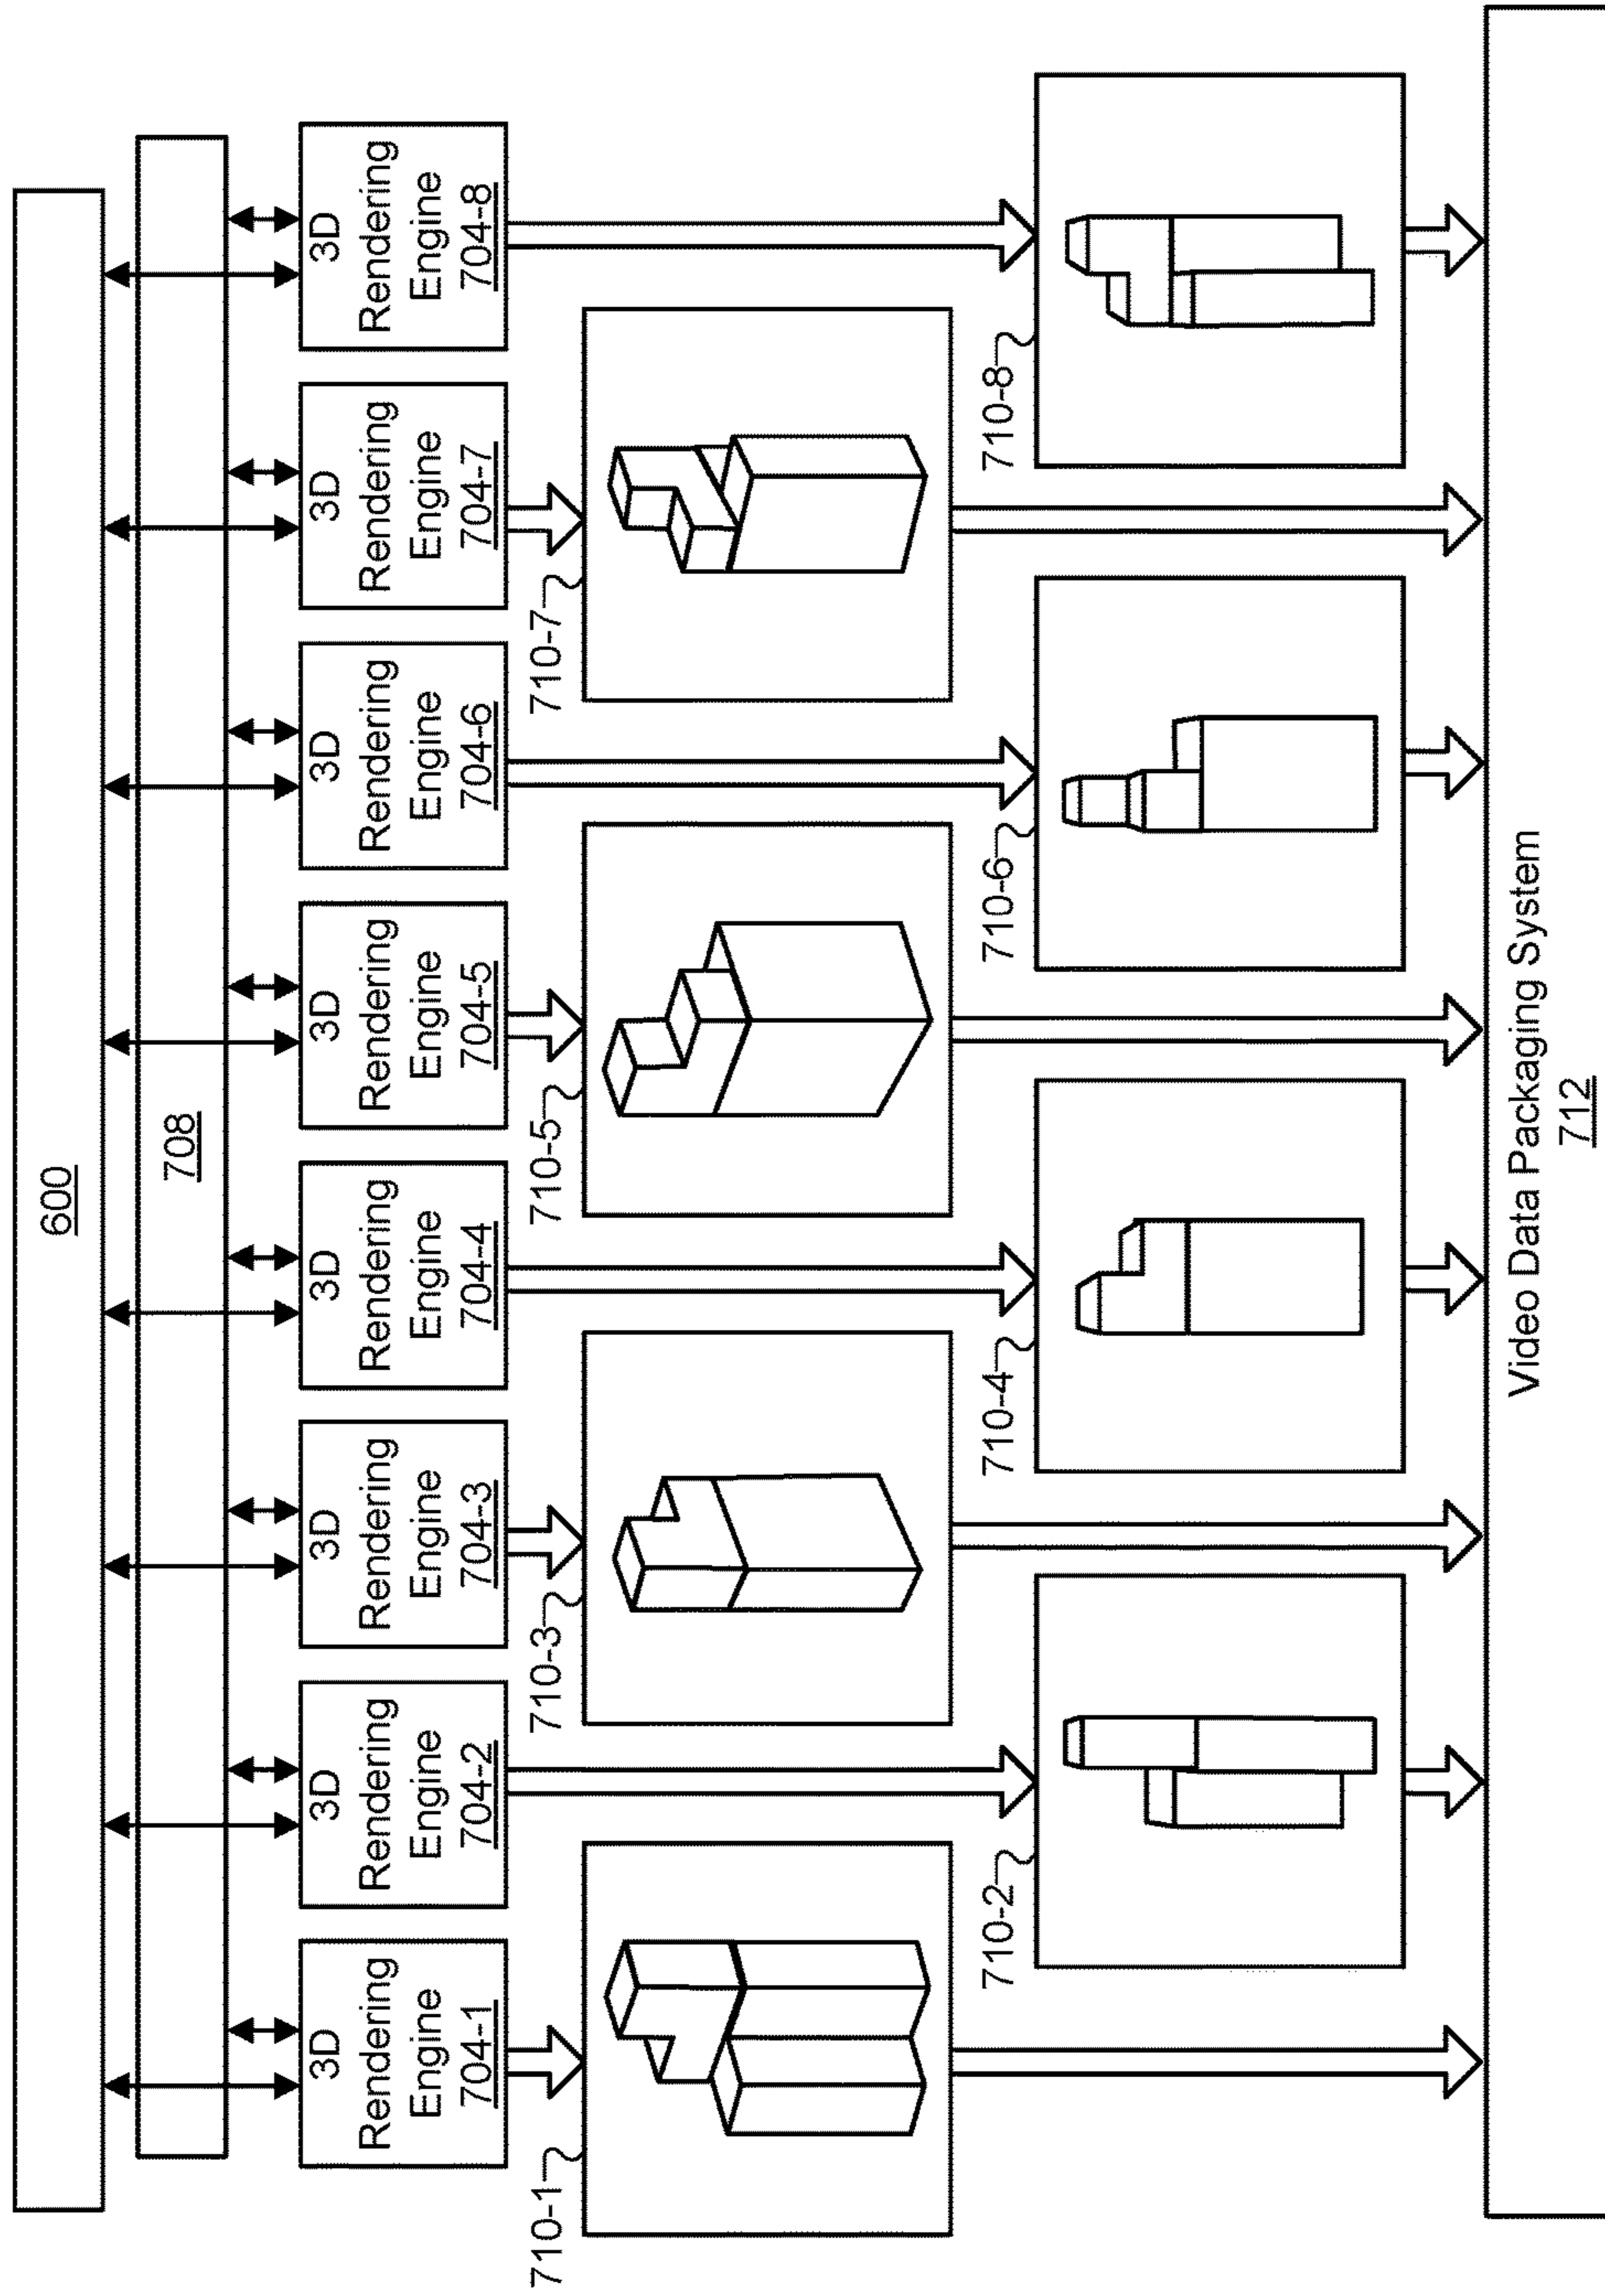 600
708
3D
Rendering
Engine
704-1
3D
Rendering
Engine
704-2
3D
Rendering
Engine
704-3
3D
Rendering
Engine
704-4
3D
Rendering
Engine
704-5
3D
Rendering
Engine
704-6
3D
Rendering
Engine
704-7
3D
Rendering
Engine
704-8
710-1
710-3
710-5
710-7
710-2
710-4
710-6
710-8
Video Data Packaging System
712